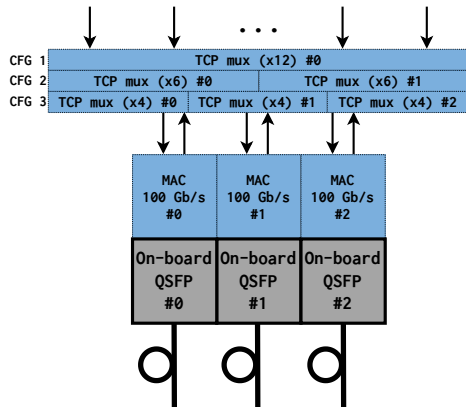 ...
CFG 1 TCP mux (x12) #0
CFG 2 TCP mux (x6) #0 TCP mux (x6) #1
CFG 3 TCP mux (x4) #0 TCP mux (x4) #1 TCP mux (x4) #2
MAC MAC MAC
100 Gb/s 100 Gb/s 100 Gb/s
#0 #1 #2
On-board On-board On-board
QSFP QSFP QSFP
#0 #1 #2